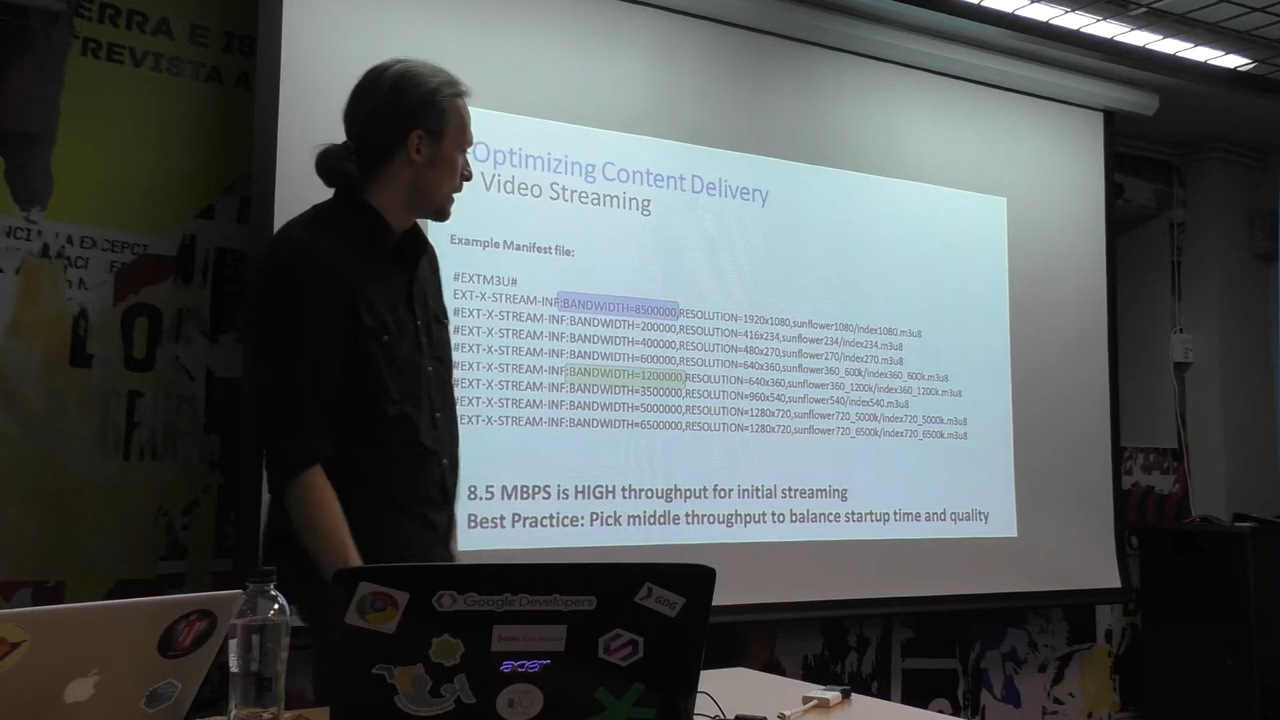 ERRA E IS
TREVISTA A
Optimizing Content Delivery
Video Streaming
Example Manifest file:
#EXTM3U#
EXT-X-STREAM-INF:BANDWIDTH=8500000,RESOLUTION=1920x1080,sunflower1080/index1080.m3u8
#EXT-X-STREAM-INF:BANDWIDTH=200000,RESOLUTION=416x234,sunflower234/index234.m3u8
#EXT-X-STREAM-INF:BANDWIDTH=400000,RESOLUTION=480x270,sunflower270/index270.m3u8
#EXT-X-STREAM-INF:BANDWIDTH=600000,RESOLUTION=640x360,sunflower360_600k/index360_600k.m3u8
#EXT-X-STREAM-INF:BANDWIDTH=1200000,RESOLUTION=640x360,sunflower360_1200k/index360_1200k.m3u8
#EXT-X-STREAM-INF:BANDWIDTH=3500000,RESOLUTION=960x540,sunflower540/index540.m3u8
#EXT-X-STREAM-INF:BANDWIDTH=5000000,RESOLUTION=1280x720,sunflower720_5000k/index720_5000k.m3u8
#EXT-X-STREAM-INF:BANDWIDTH=6500000,RESOLUTION=1280x720,sunflower720_6500k/index720_6500k.m3u8
8.5 MBPS is HIGH throughput for initial streaming
Best Practice: Pick middle throughput to balance startup time and quality
Google Developers
GDG
acer